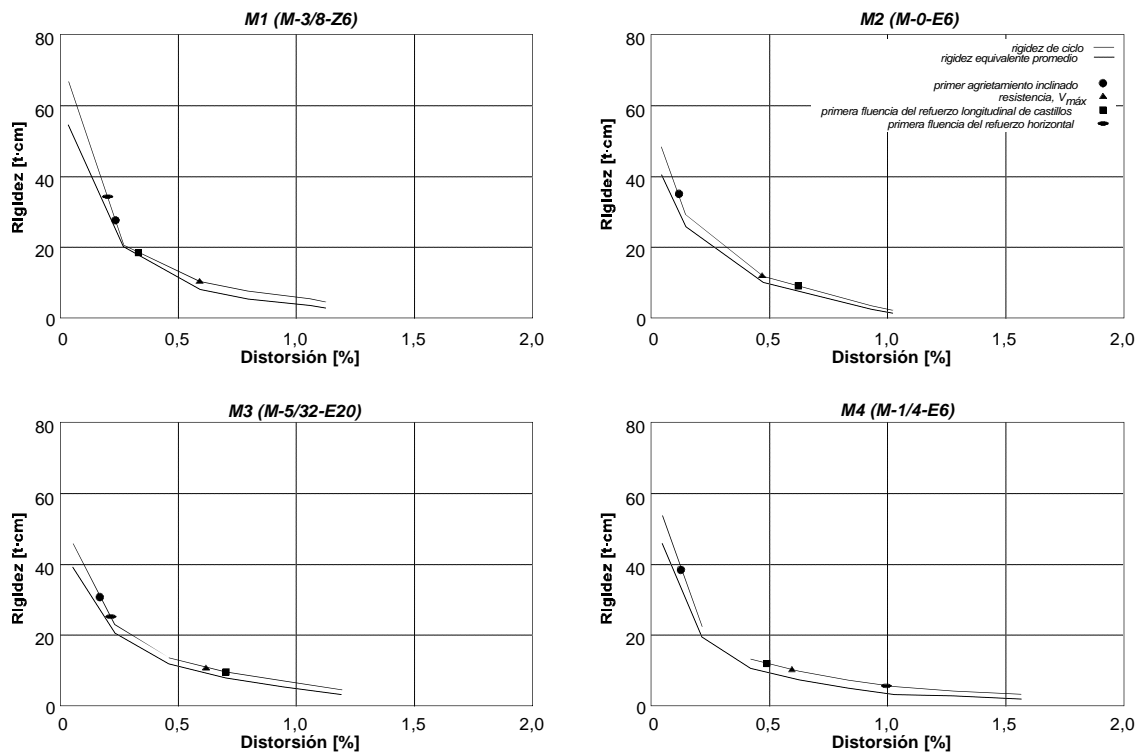 M1 (M-3/8-Z6)
80
60
40
20
0
Rigidez [t·cm]
0 0,5 1,0 1,5 2,0
Distorsión [%]
M2 (M-0-E6)
80
60
40
20
0
Rigidez [t·cm]
rigidez de ciclo
rigidez equivalente promedio
primer agrietamiento inclinado
resistencia, Vmáx
primera fluencia del refuerzo longitudinal de castillos
primera fluencia del refuerzo horizontal
0 0,5 1,0 1,5 2,0
Distorsión [%]
M3 (M-5/32-E20)
80
60
40
20
0
Rigidez [t·cm]
0 0,5 1,0 1,5 2,0
Distorsión [%]
M4 (M-1/4-E6)
80
60
40
20
0
Rigidez [t·cm]
0 0,5 1,0 1,5 2,0
Distorsión [%]